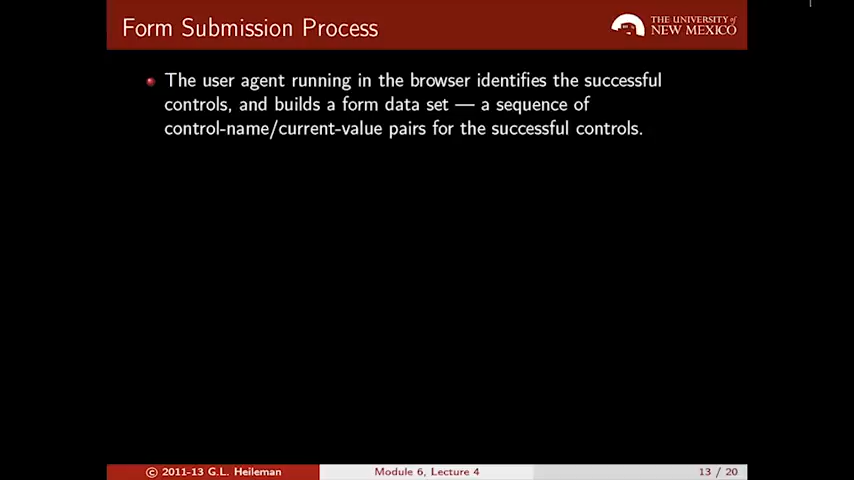 Form Submission Process
THE UNIVERSITY of
NEW MEXICO
The user agent running in the browser identifies the successful
controls, and builds a form data set — a sequence of
control-name/current-value pairs for the successful controls.
© 2011-13 G.L. Heileman
Module 6, Lecture 4
13 / 20